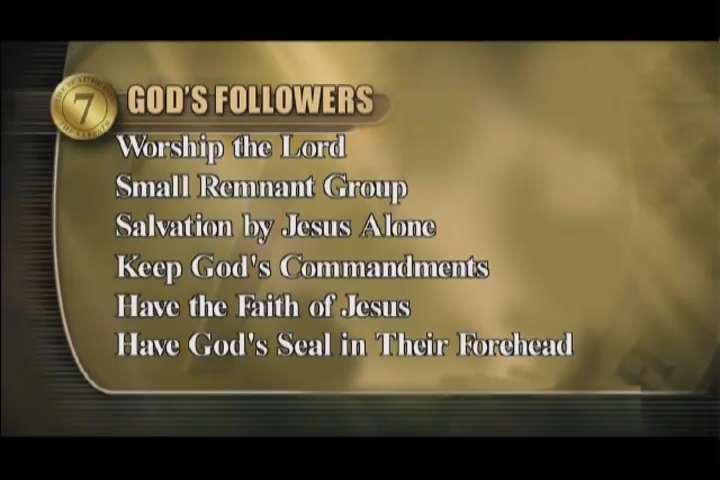 7
GOD'S FOLLOWERS
Worship the Lord
Small Remnant Group
Salvation by Jesus Alone
Keep God's Commandments
Have the Faith of Jesus
Have God's Seal in Their Forehead